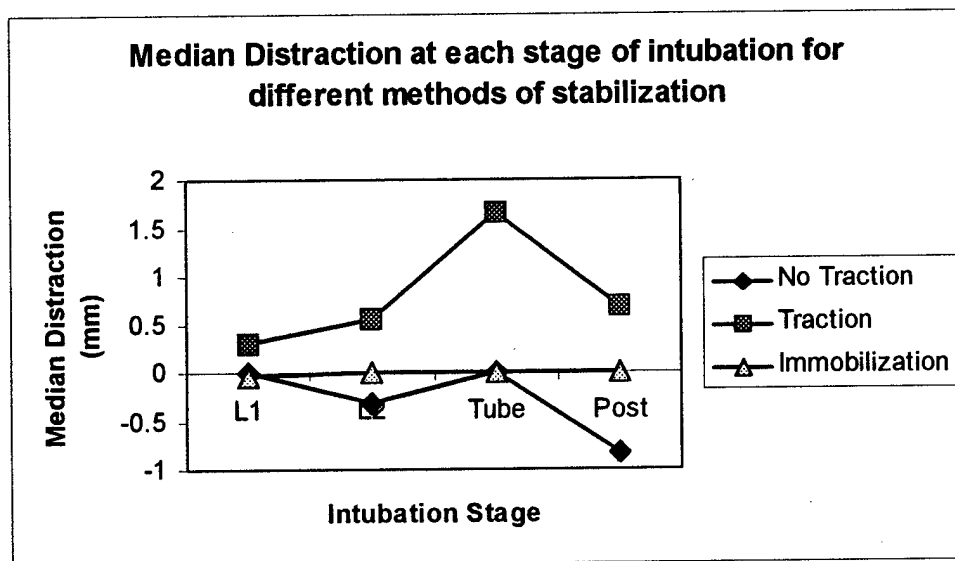 Median Distraction at each stage of intubation for
different methods of stabilization
Median Distraction
(mm)
2
1.5
1
0.5
0
-0.5
-1
L1
L2
Tube
Post
Intubation Stage
No Traction
Traction
Immobilization